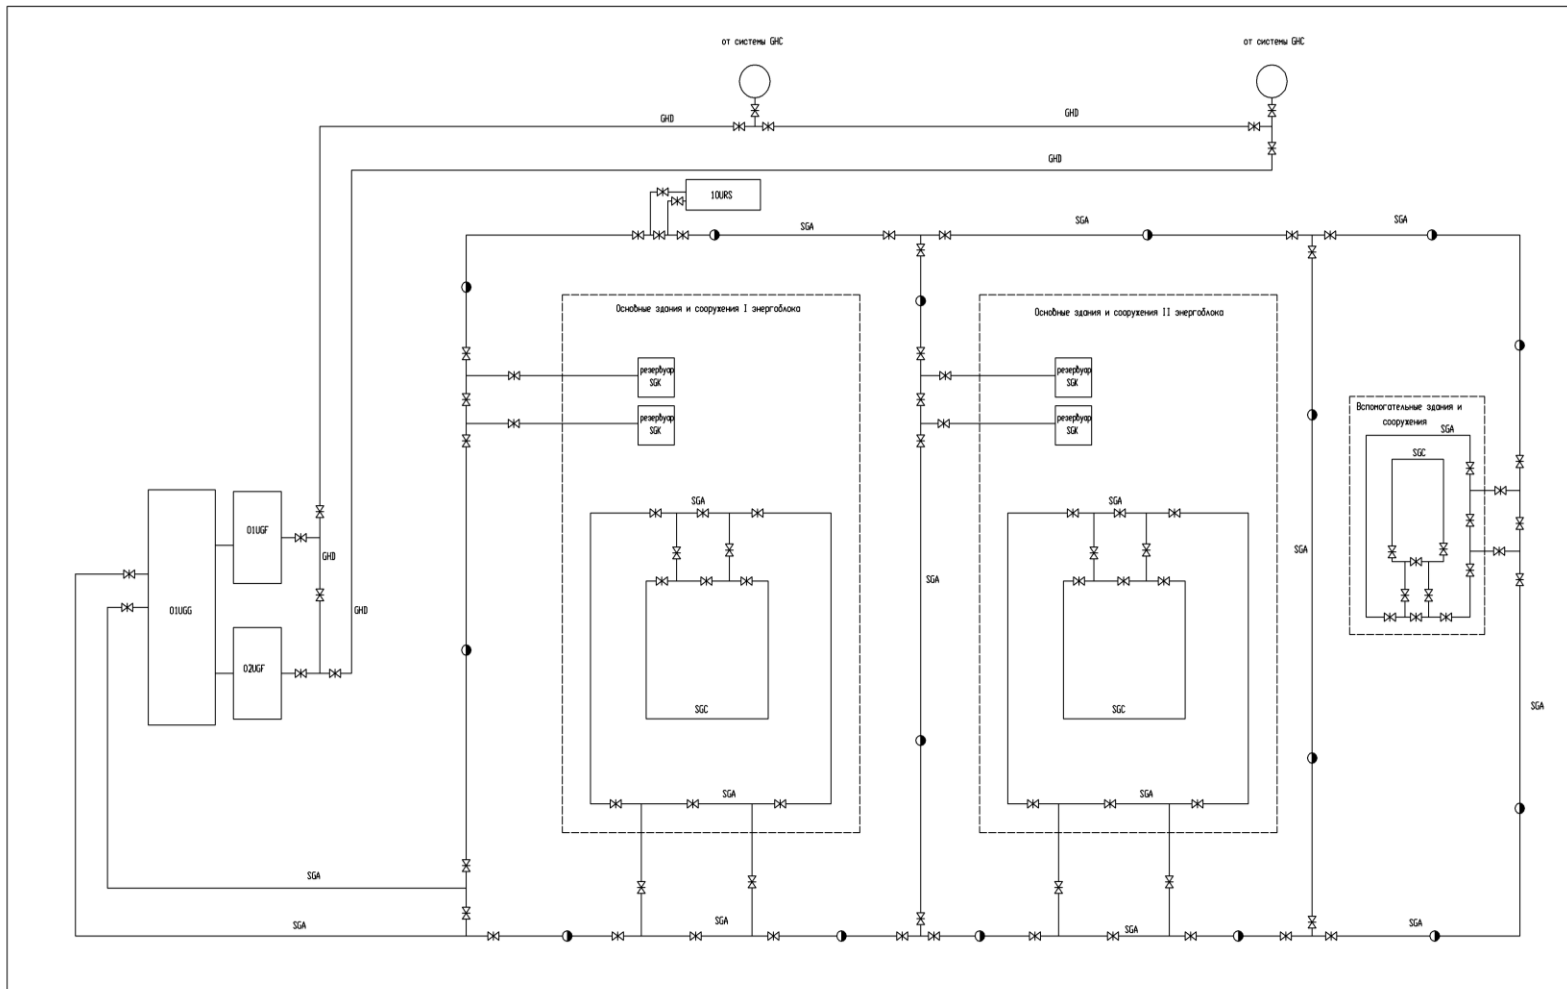 от системы GHC
от системы GHC
GHD
GHD
GHD
10URS
SGA
SGA
SGA
Основные здания и сооружения I энергоблока
Основные здания и сооружения II энергоблока
резервуар
SGK
резервуар
SGK
резервуар
SGK
резервуар
SGK
Вспомогательные здания и
сооружения
SGA
SGC
SGA
SGA
01UGF
GHD
SGA
SGA
01UGG
GHD
02UGF
SGC
SGC
SGA
SGA
SGA
SGA
SGA
SGA
SGA
SGA